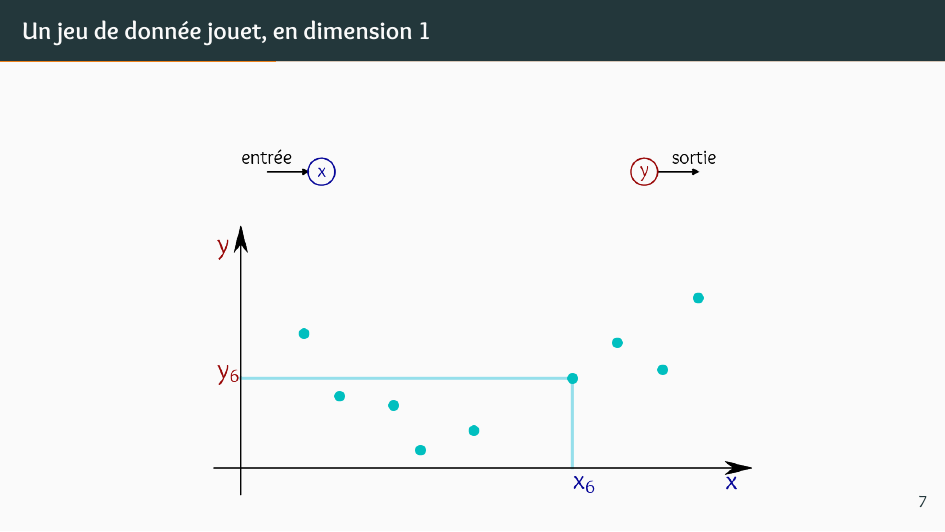 Un jeu de donnée jouet, en dimension 1
entrée
x
y
sortie
y
y₆
x₆
x
7